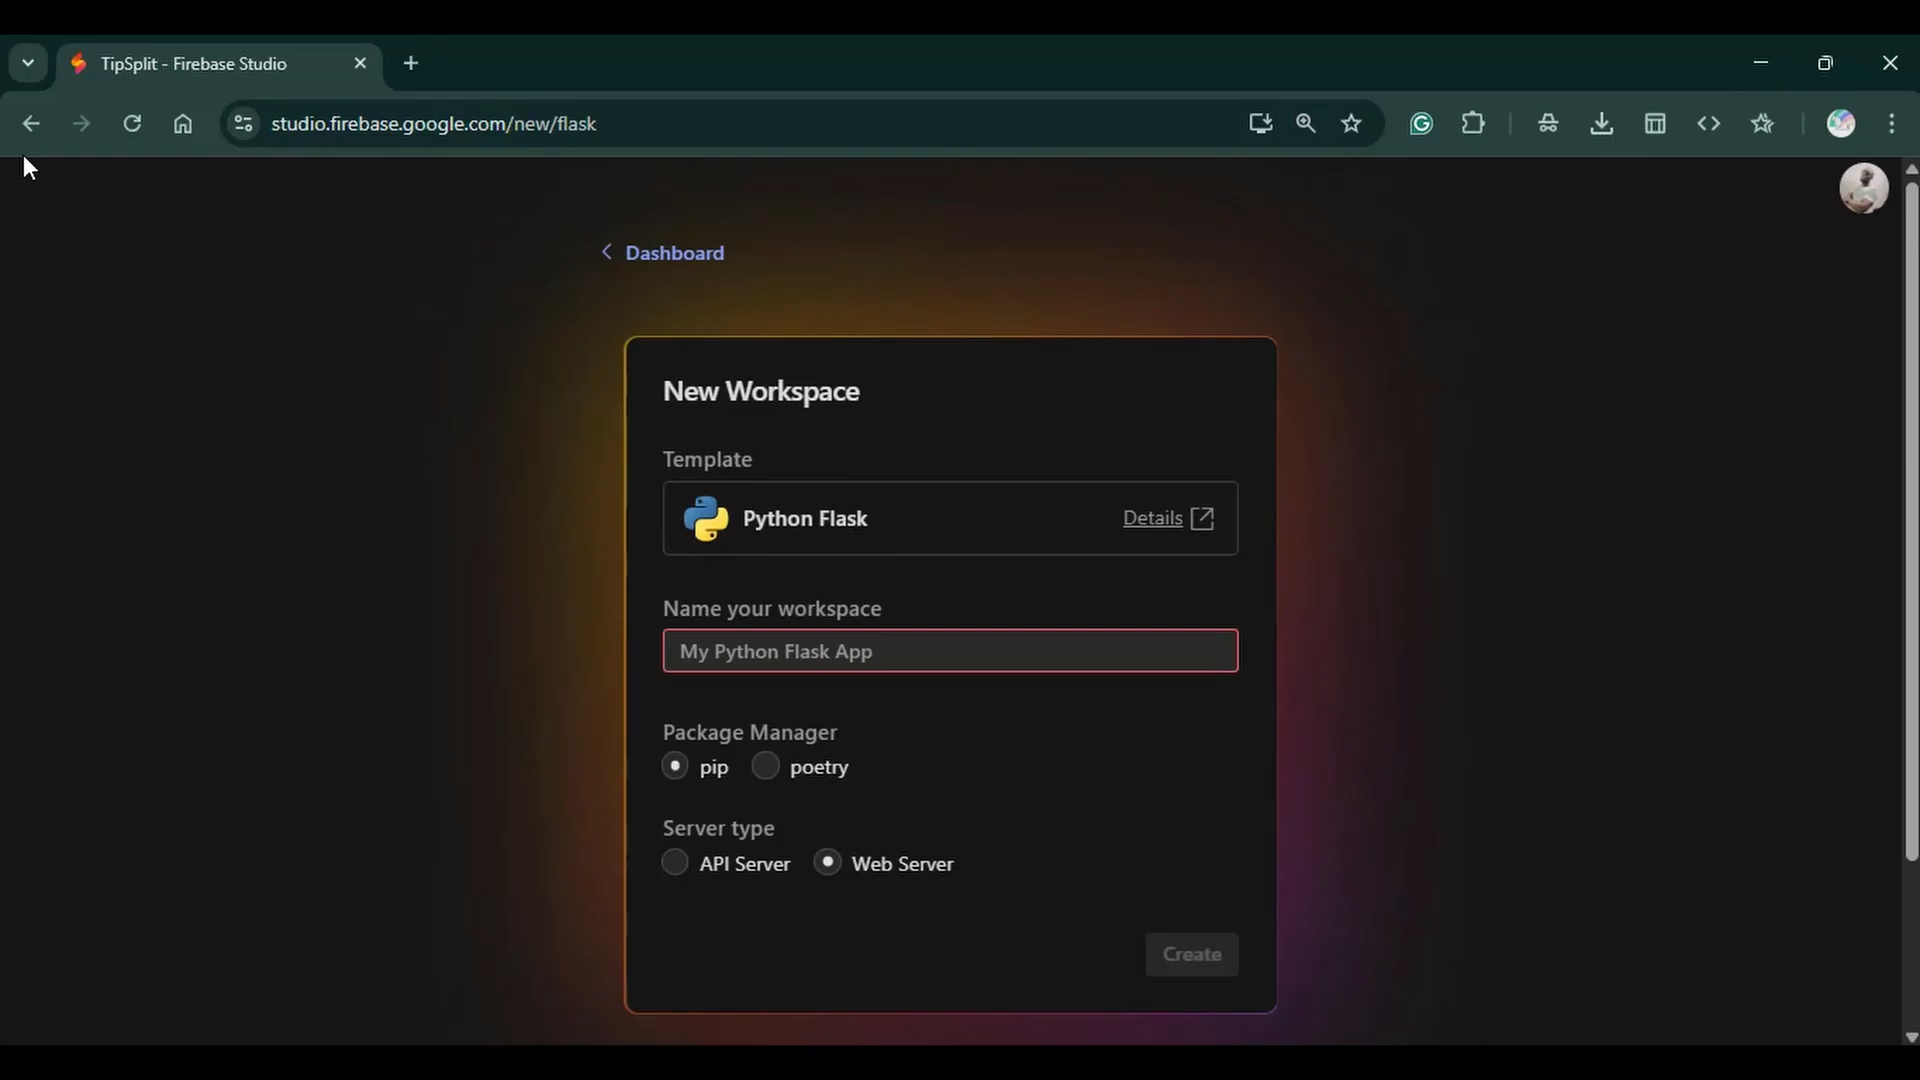 TipSplit - Firebase Studio
studio.firebase.google.com/new/flask
Dashboard
New Workspace
Template
Python Flask
Details
Name your workspace
My Python Flask App
Package Manager
pip
poetry
Server type
API Server
Web Server
Create